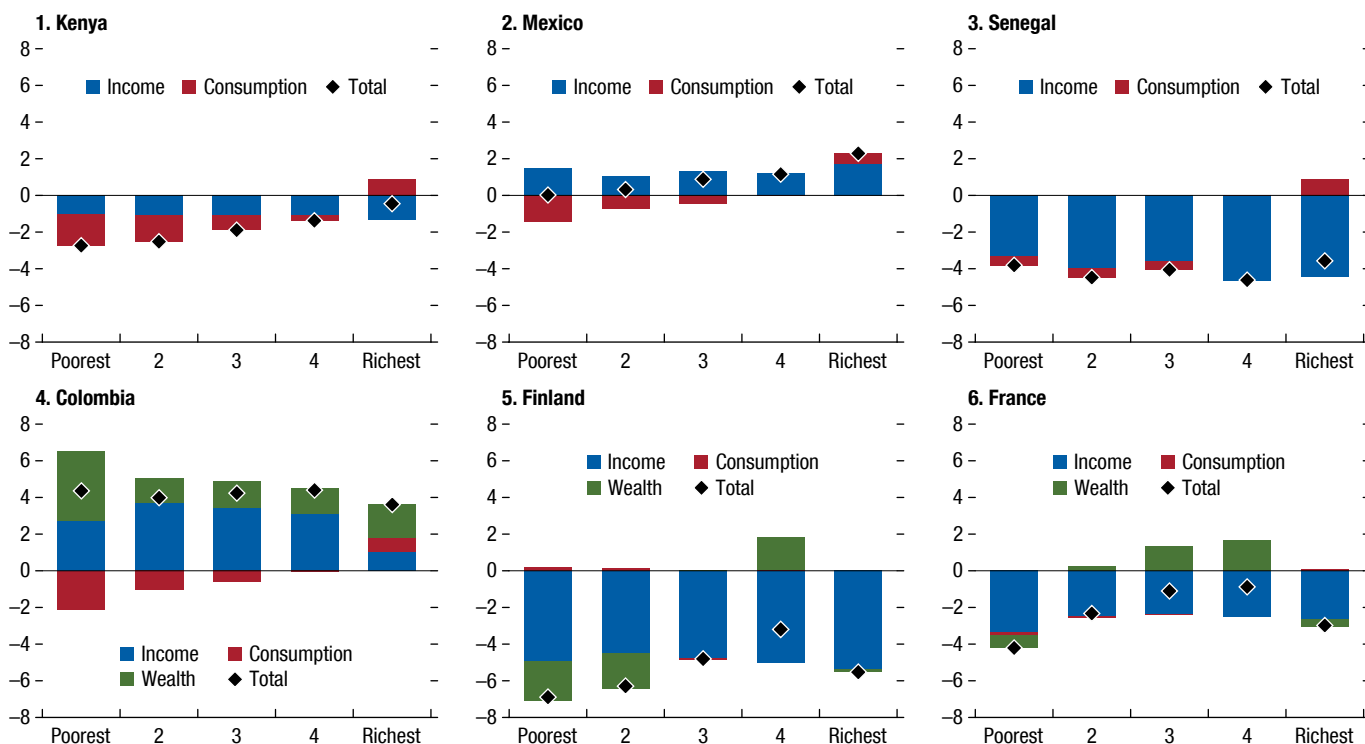 1. Kenya
8
6
4
2
0
–2
–4
–6
–8
Income Consumption Total
Poorest 2 3 4 Richest
2. Mexico
8
6
4
2
0
–2
–4
–6
–8
Income Consumption Total
Poorest 2 3 4 Richest
3. Senegal
8
6
4
2
0
–2
–4
–6
–8
Income Consumption Total
Poorest 2 3 4 Richest
4. Colombia
8
6
4
2
0
–2
–4
–6
–8
Income Consumption
Wealth Total
Poorest 2 3 4 Richest
5. Finland
8
6
4
2
0
–2
–4
–6
–8
Income Consumption
Wealth Total
Poorest 2 3 4 Richest
6. France
8
6
4
2
0
–2
–4
–6
–8
Income Consumption
Wealth Total
Poorest 2 3 4 Richest